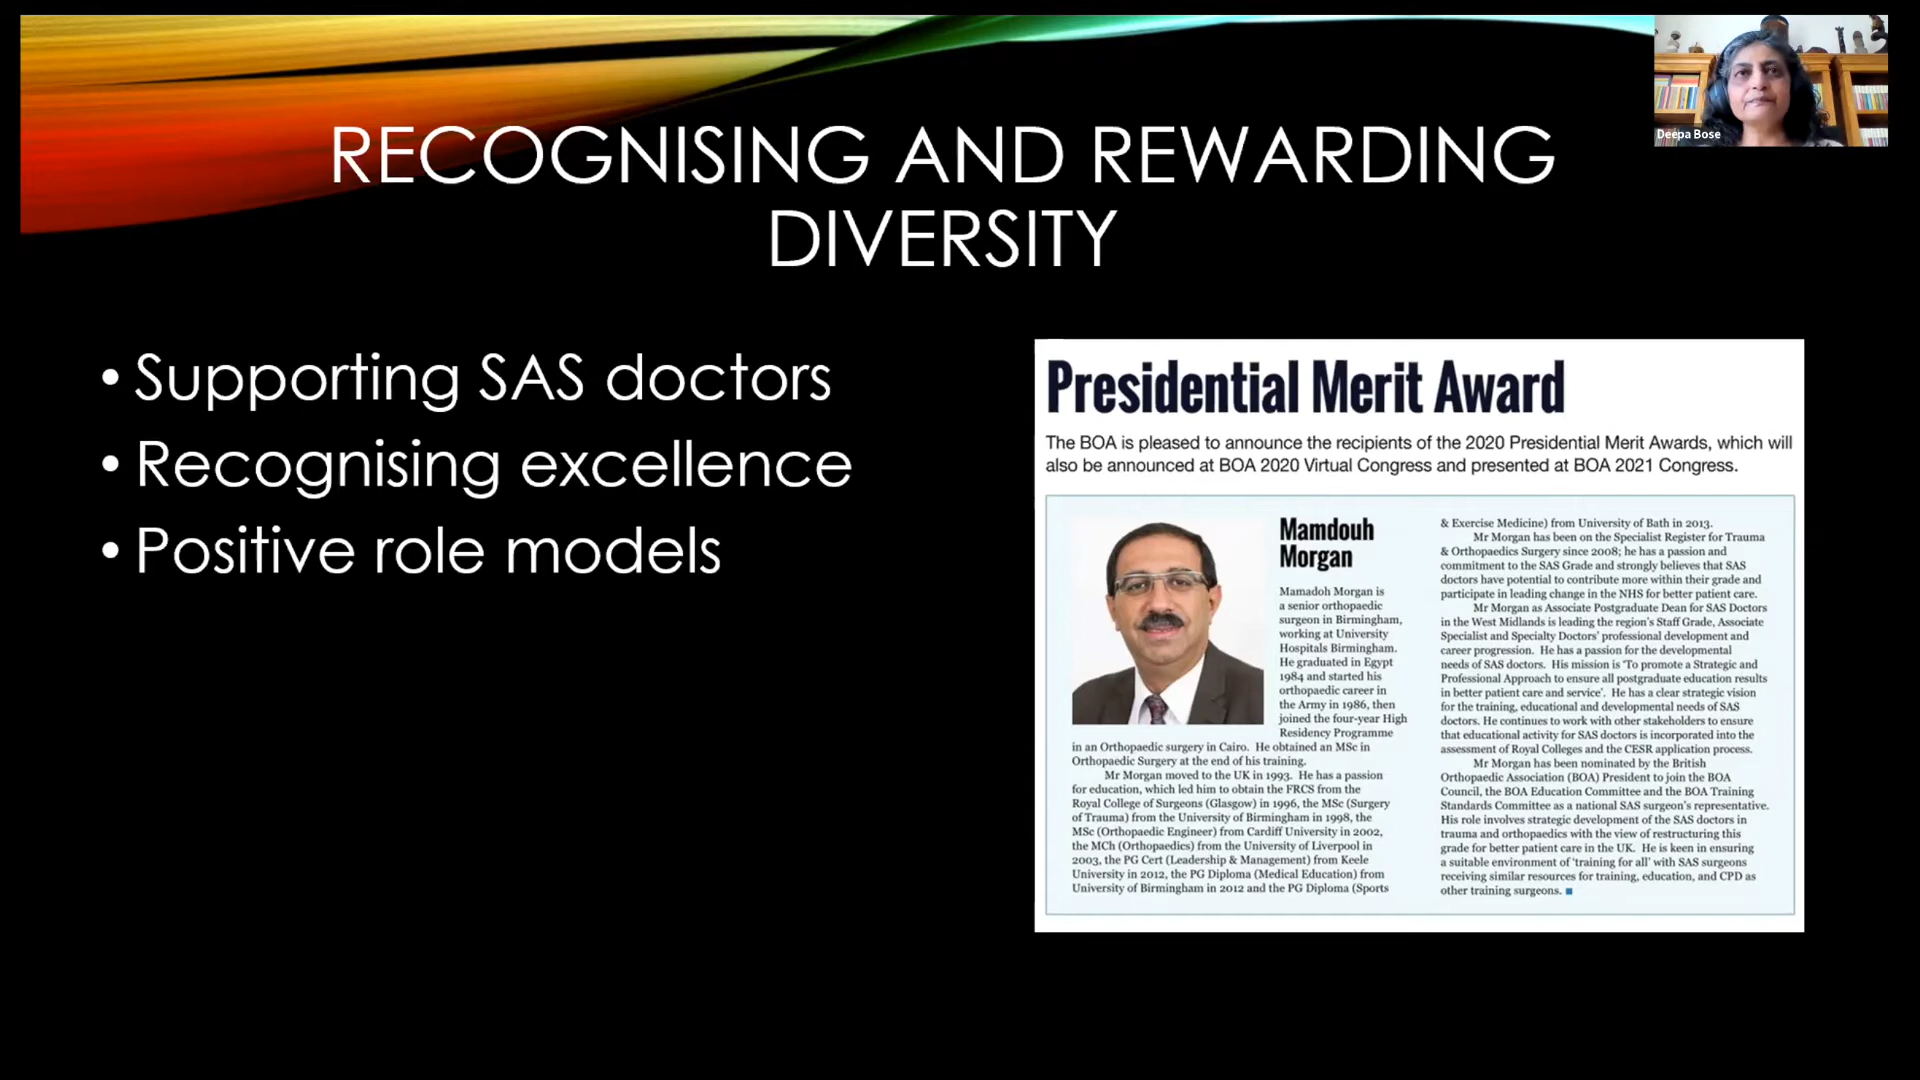 RECOGNISING AND REWARDING
DIVERSITY
Deepa Bose
• Supporting SAS doctors
• Recognising excellence
• Positive role models
Presidential Merit Award
The BOA is pleased to announce the recipients of the 2020 Presidential Merit Awards, which will
also be announced at BOA 2020 Virtual Congress and presented at BOA 2021 Congress.
Mamdouh
Morgan
Mamadoh Morgan is
a senior orthopaedic
surgeon in Birmingham,
working at University
Hospitals Birmingham.
He graduated in Egypt
1984 and started his
orthopaedic career in
the Army in 1986, then
joined the four-year High
Residency Programme
in an Orthopaedic surgery in Cairo. He obtained an MSc in
Orthopaedic Surgery at the end of his training.
Mr Morgan moved to the UK in 1993. He has a passion
for education, which led him to obtain the FRCS from the
Royal College of Surgeons (Glasgow) in 1996, the MSc (Surgery
of Trauma) from the University of Birmingham in 1998, the
MSc (Orthopaedic Engineer) from Cardiff University in 2002,
the MCh (Orthopaedics) from the University of Liverpool in
2003, the PG Cert (Leadership & Management) from Keele
University in 2012, the PG Diploma (Medical Education) from
University of Birmingham in 2012 and the PG Diploma (Sports
& Exercise Medicine) from University of Bath in 2013.
Mr Morgan has been on the Specialist Register for Trauma
& Orthopaedics Surgery since 2008; he has a passion and
commitment to the SAS Grade and strongly believes that SAS
doctors have potential to contribute more within their grade and
participate in leading change in the NHS for better patient care.
Mr Morgan as Associate Postgraduate Dean for SAS Doctors
in the West Midlands is leading the region's Staff Grade, Associate
Specialist and Specialty Doctors' professional development and
career progression. He has a passion for the developmental
needs of SAS doctors. His mission is 'To promote a Strategic and
Professional Approach to ensure all postgraduate education results
in better patient care and service'. He has a clear strategic vision
for the training, educational and developmental needs of SAS
doctors. He continues to work with other stakeholders to ensure
that educational activity for SAS doctors is incorporated into the
assessment of Royal Colleges and the CESR application process.
Mr Morgan has been nominated by the British
Orthopaedic Association (BOA) President to join the BOA
Council, the BOA Education Committee and the BOA Training
Standards Committee as a national SAS surgeon's representative.
His role involves strategic development of the SAS doctors in
trauma and orthopaedics with the view of restructuring this
grade for better patient care in the UK. He is keen in ensuring
a suitable environment of 'training for all' with SAS surgeons
receiving similar resources for training, education, and CPD as
other training surgeons.